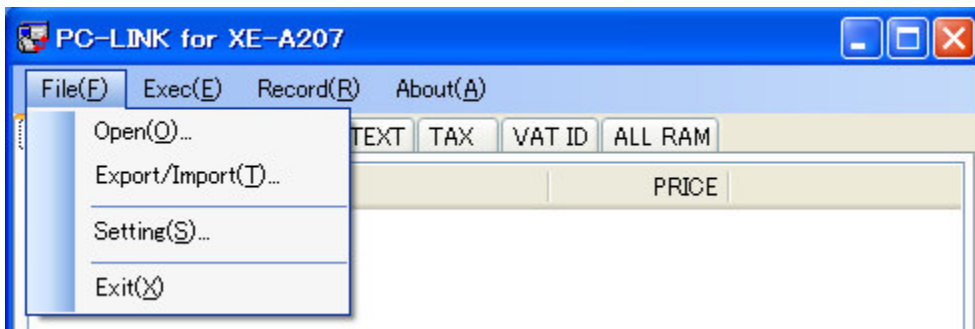 PC-LINK for XE-A207
File(F) Exec(E) Record(R) About(A)
Open(O)...
TEXT TAX VAT ID ALL RAM
Export/Import(T)...
PRICE
Setting(S)...
Exit(X)